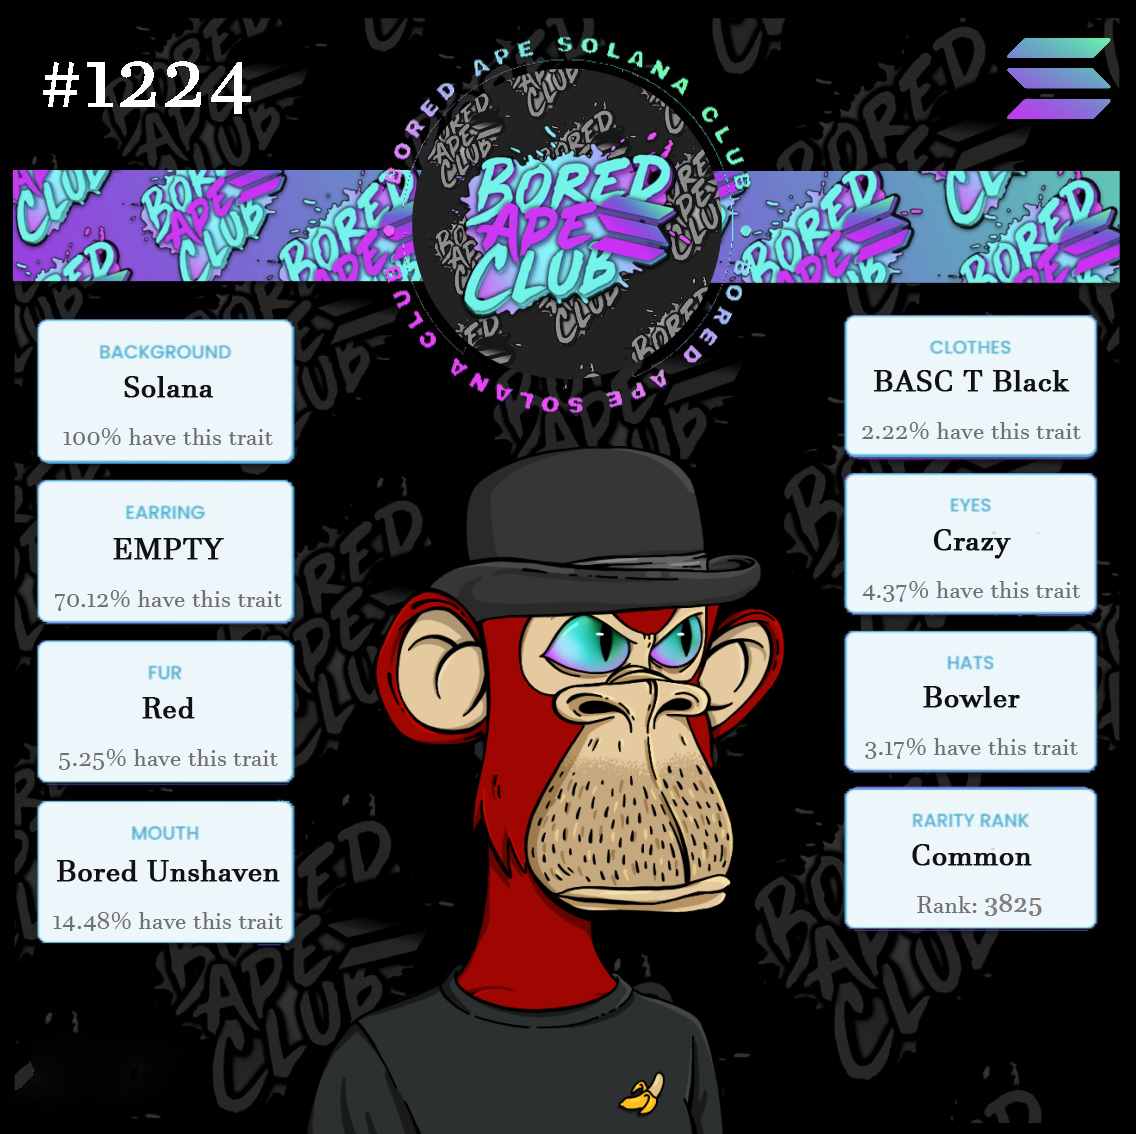 #1224
BORED APE SOLANA CLUB
BORED
APE
CLUB
BORED APE SOLANA CLUB
BACKGROUND
Solana
100% have this trait
EARRING
EMPTY
70.12% have this trait
FUR
Red
5.25% have this trait
MOUTH
Bored Unshaven
14.48% have this trait
CLOTHES
BASC T Black
2.22% have this trait
EYES
Crazy
4.37% have this trait
HATS
Bowler
3.17% have this trait
RARITY RANK
Common
Rank: 3825